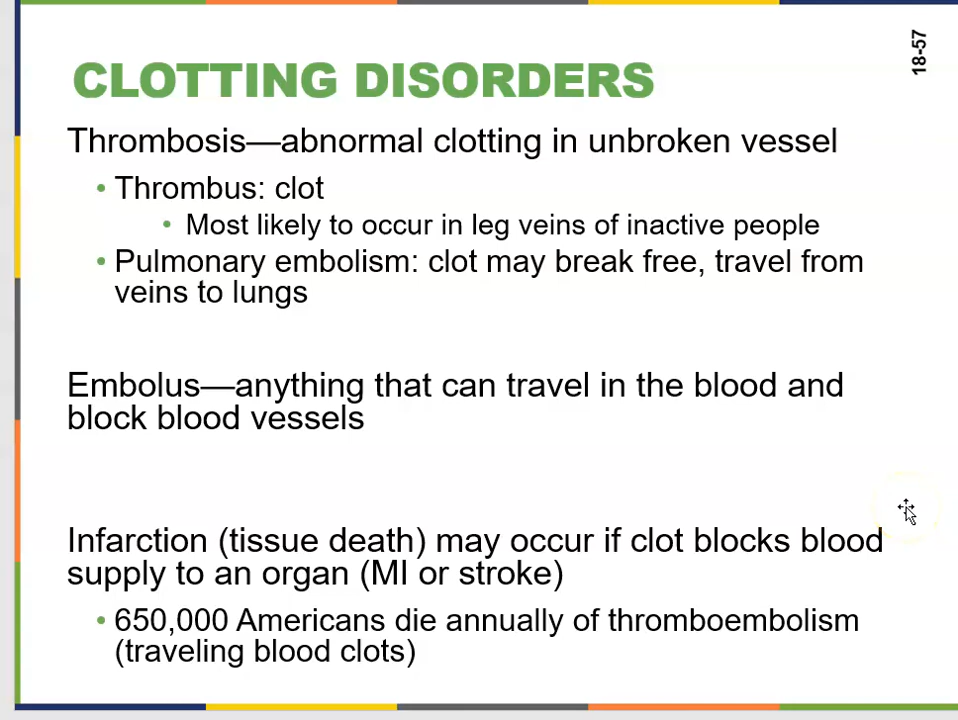 18-57
CLOTTING DISORDERS
Thrombosis—abnormal clotting in unbroken vessel
• Thrombus: clot
• Most likely to occur in leg veins of inactive people
• Pulmonary embolism: clot may break free, travel from
veins to lungs
Embolus—anything that can travel in the blood and
block blood vessels
Infarction (tissue death) may occur if clot blocks blood
supply to an organ (MI or stroke)
• 650,000 Americans die annually of thromboembolism
(traveling blood clots)